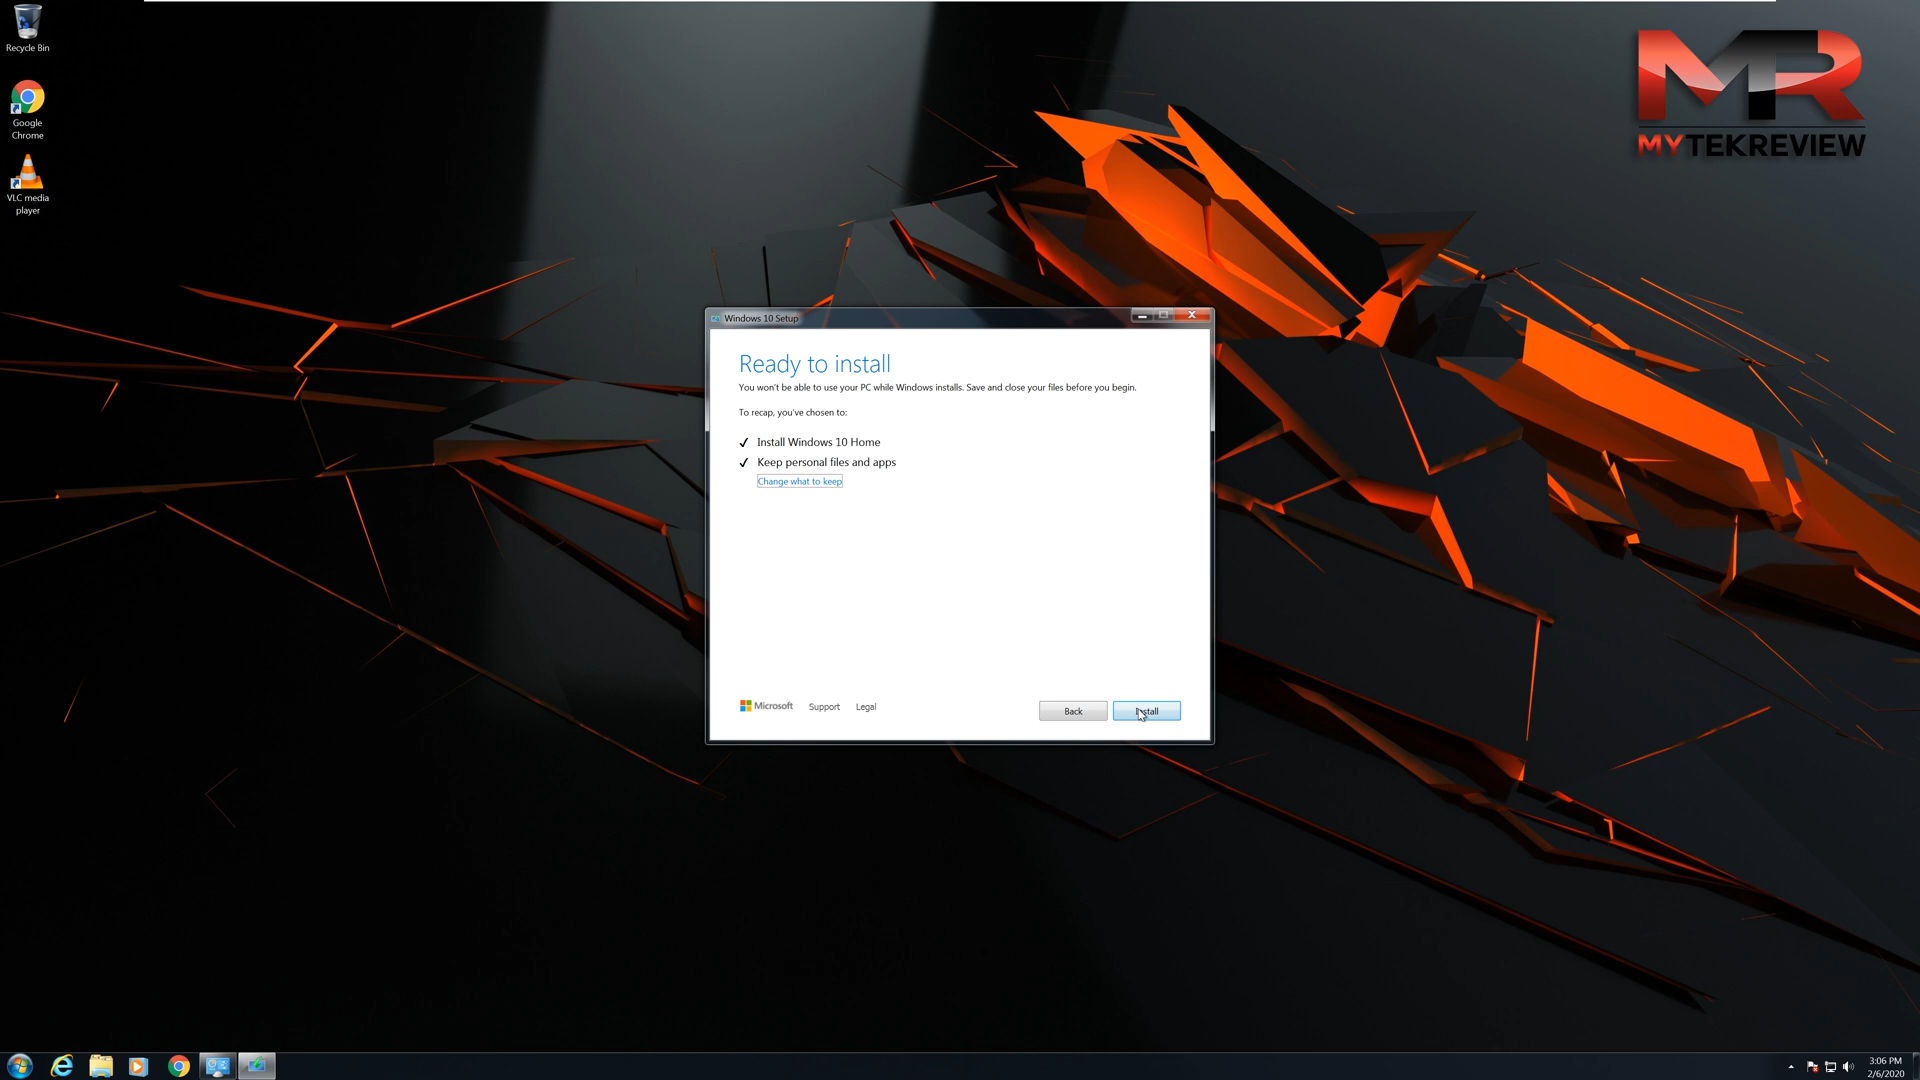 Recycle Bin
Google
Chrome
VLC media
player
MR
MYTEKREVIEW
Windows 10 Setup
Ready to install
You won't be able to use your PC while Windows installs. Save and close your files before you begin.
To recap, you've chosen to:
Install Windows 10 Home
Keep personal files and apps
Change what to keep
Microsoft
Support
Legal
Back
Install
3:06 PM
2/6/2020